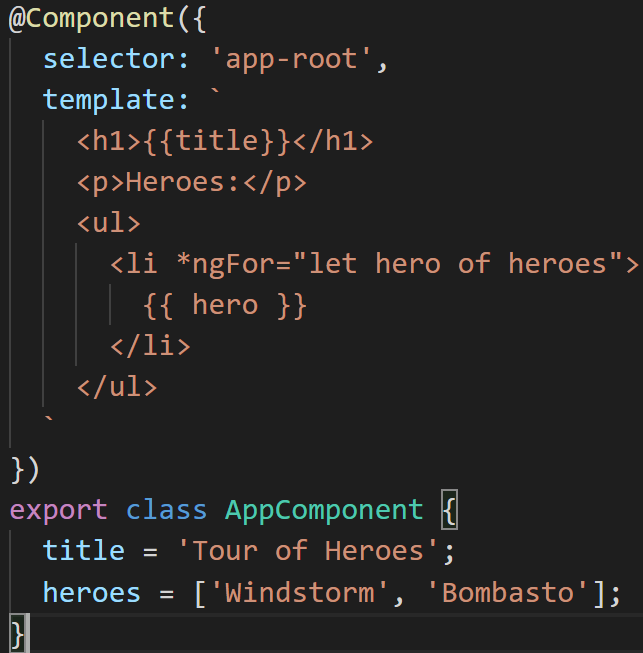 @Component({
  selector: 'app-root',
  template: `
    <h1>{{title}}</h1>
    <p>Heroes:</p>
    <ul>
      <li *ngFor="let hero of heroes">
        {{ hero }}
      </li>
    </ul>
  `
})
export class AppComponent {
  title = 'Tour of Heroes';
  heroes = ['Windstorm', 'Bombasto'];
}